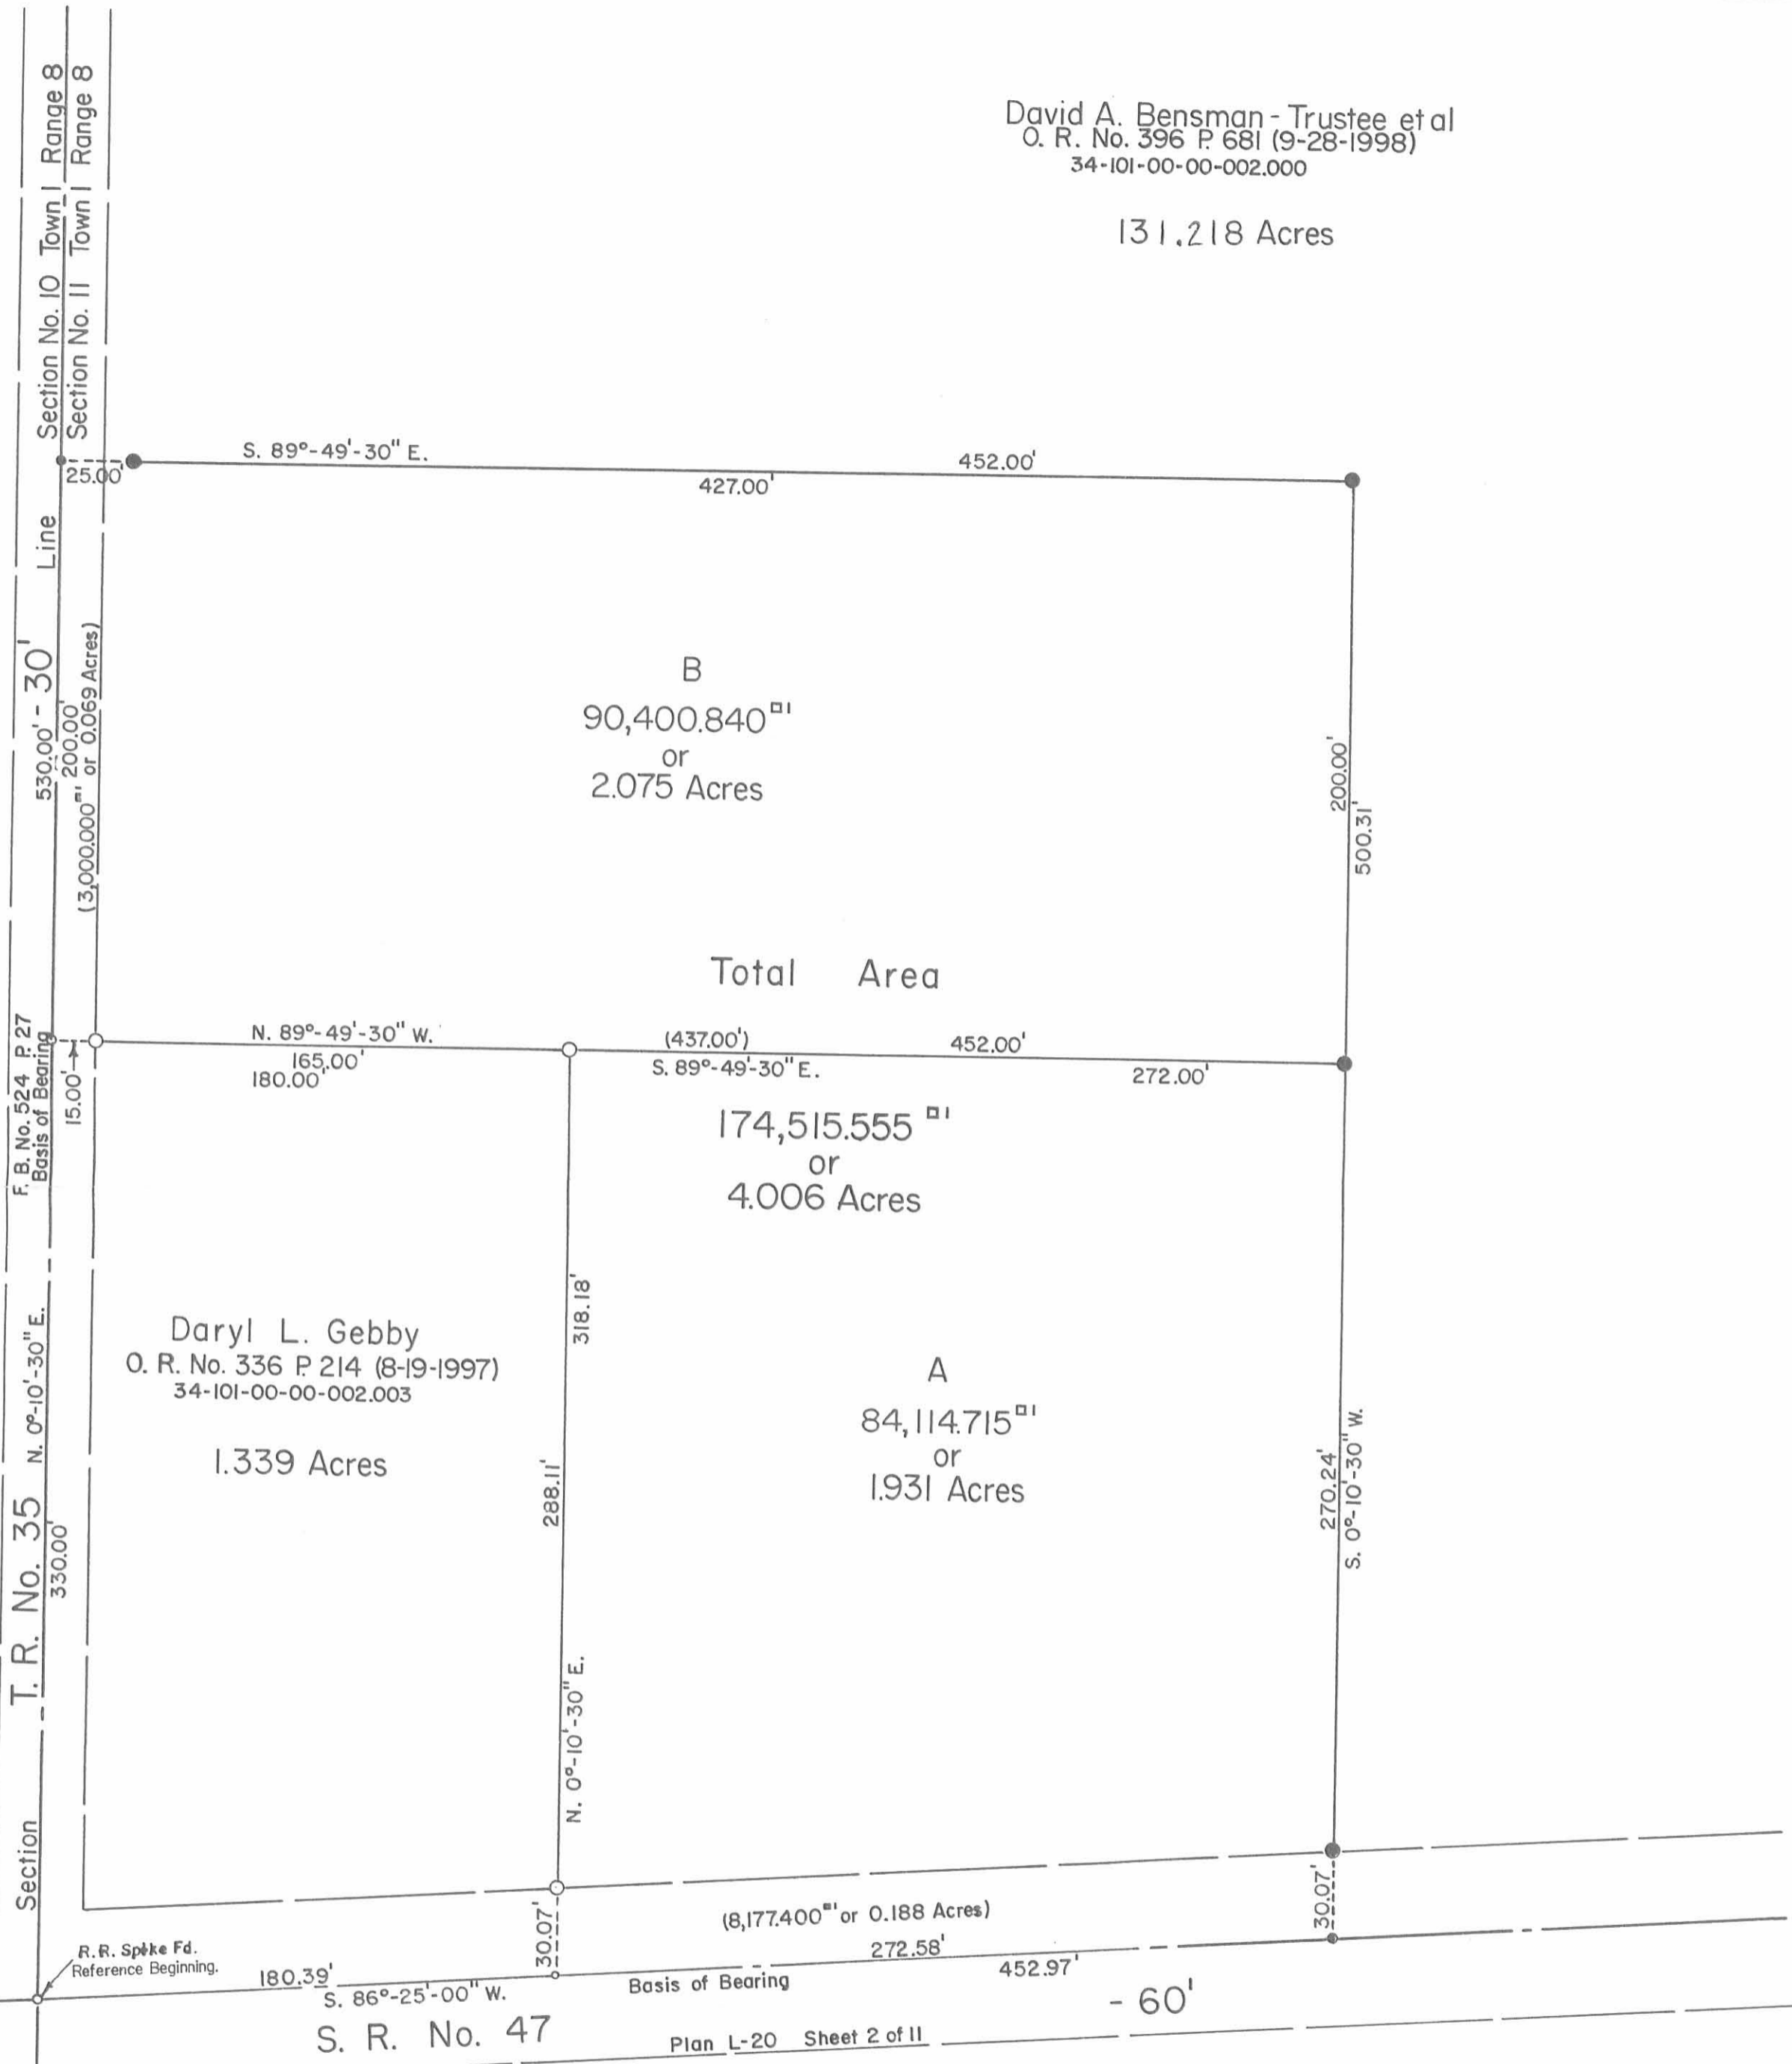 David A. Bensman - Trustee et al
O. R. No. 396 P. 681 (9-28-1998)
34-101-00-00-002.000
131.218 Acres
Section No. 10 Town 1 Range 8
Section No. 11 Town 1 Range 8
Line
S. 89°-49'-30" E.
452.00'
25.00'
427.00'
530.00' - 30'
200.00'
(3,000.000□' or 0.069 Acres)
B
90,400.840□'
or
2.075 Acres
200.00'
500.31'
Total Area
N. 89°-49'-30" W.
(437.00')
452.00'
165.00'
180.00'
S. 89°-49'-30" E.
272.00'
174,515.555□'
or
4.006 Acres
F. B. No. 524 P. 27
Basis of Bearing
15.00'
318.18'
Daryl L. Gebby
O. R. No. 336 P. 214 (8-19-1997)
34-101-00-00-002.003
1.339 Acres
N. 0°-10'-30" E.
T. R. No. 35
330.00'
288.11'
A
84,114.715□'
or
1.931 Acres
270.24'
S. 0°-10'-30" W.
N. 0°-10'-30" E.
Section
30.07'
(8,177.400□' or 0.188 Acres)
30.07'
R.R. Spike Fd.
Reference Beginning.
180.39'
272.58'
S. 86°-25'-00" W.
Basis of Bearing
452.97'
- 60'
S. R. No. 47
Plan L-20 Sheet 2 of 11